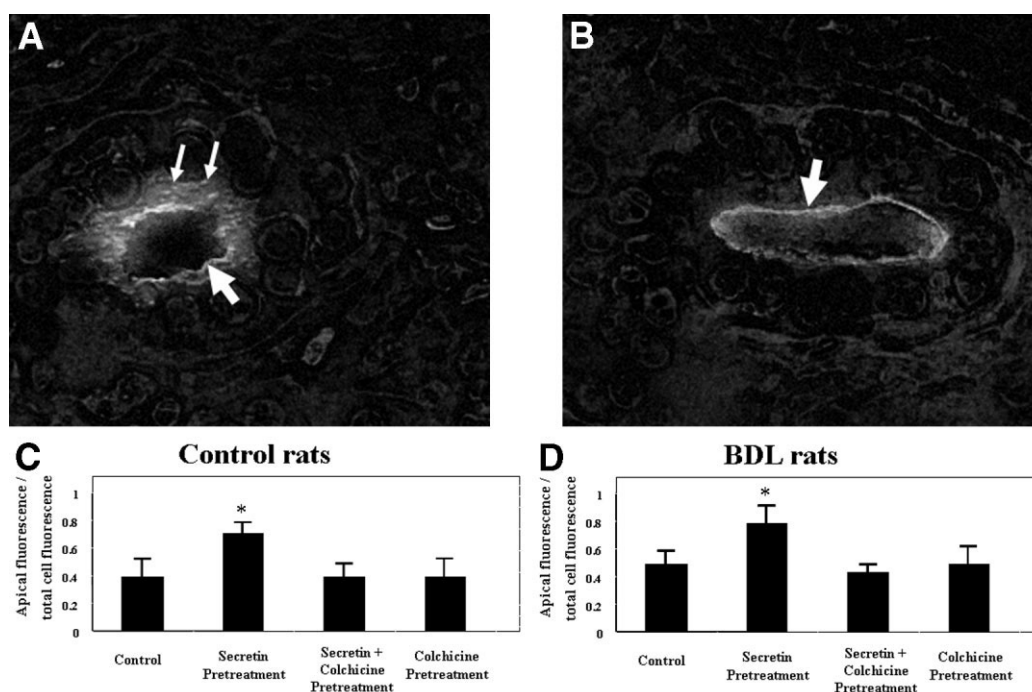 A
B
C
Control rats
Apical fluorescence /
total cell fluorescence
1
0.8
0.6
0.4
0.2
0
*
Control
Secretin
Pretreatment
Secretin +
Colchicine
Pretreatment
Colchicine
Pretreatment
D
BDL rats
Apical fluorescence /
total cell fluorescence
1
0.8
0.6
0.4
0.2
0
*
Control
Secretin
Pretreatment
Secretin +
Colchicine
Pretreatment
Colchicine
Pretreatment